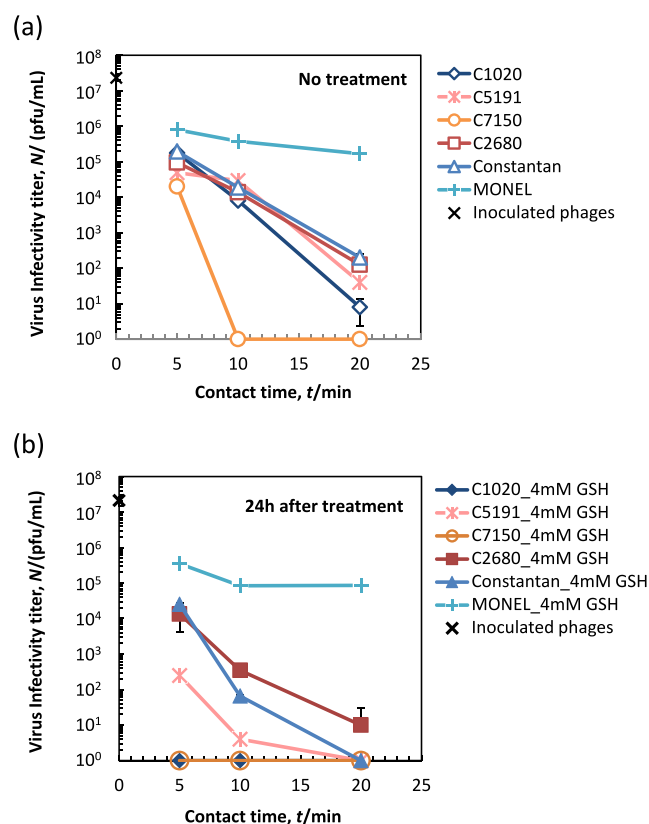 (a)
10⁸
10⁷
10⁶
10⁵
10⁴
10³
10²
10¹
10⁰
Virus Infectivity titer, N/ (pfu/mL)
No treatment
0 5 10 15 20 25
Contact time, t/min
C1020
C5191
C7150
C2680
Constantan
MONEL
Inoculated phages
(b)
10⁸
10⁷
10⁶
10⁵
10⁴
10³
10²
10¹
10⁰
Virus Infectivity titer, N/(pfu/mL)
24h after treatment
0 5 10 15 20 25
Contact time, t/min
C1020_4mM GSH
C5191_4mM GSH
C7150_4mM GSH
C2680_4mM GSH
Constantan_4mM GSH
MONEL_4mM GSH
Inoculated phages